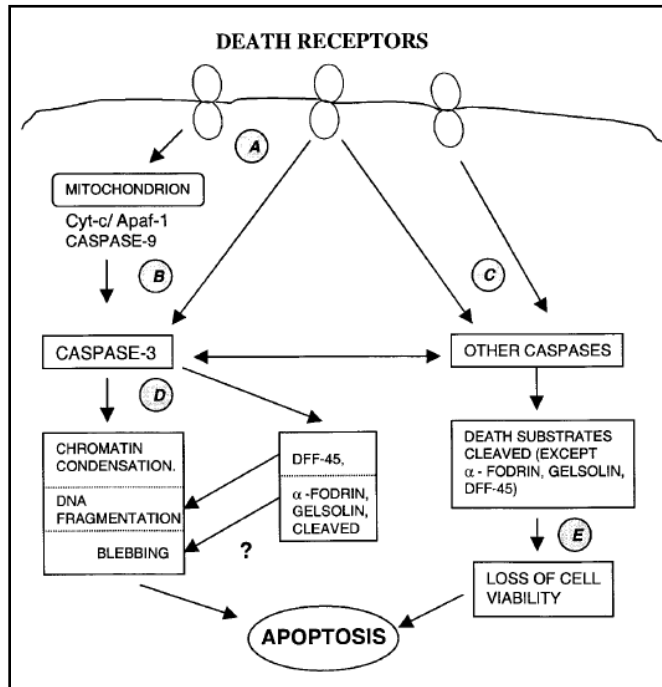 DEATH RECEPTORS
A
MITOCHONDRION
Cyt-c/ Apaf-1
CASPASE-9
B
C
CASPASE-3
OTHER CASPASES
D
CHROMATIN
CONDENSATION.
DNA
FRAGMENTATION
BLEBBING
DFF-45,
α -FODRIN,
GELSOLIN,
CLEAVED
?
DEATH SUBSTRATES
CLEAVED (EXCEPT
α - FODRIN, GELSOLIN,
DFF-45)
E
LOSS OF CELL
VIABILITY
APOPTOSIS